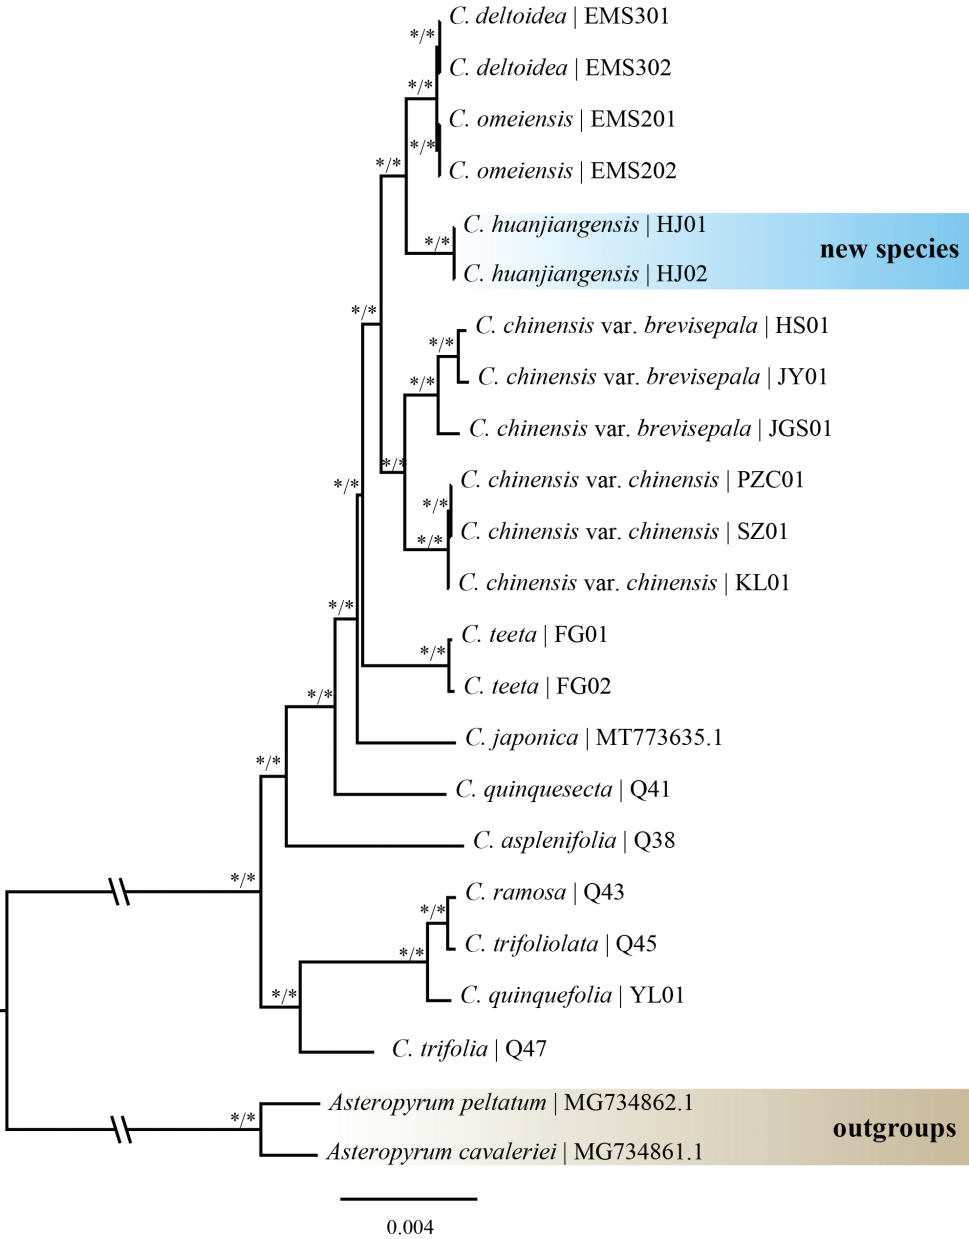 C. deltoidea | EMS301
*/*
C. deltoidea | EMS302
*/*
C. omeiensis | EMS201
*/*
C. omeiensis | EMS202
*/*
C. huanjiangensis | HJ01
*/*
new species
C. huanjiangensis | HJ02
*/*
C. chinensis var. brevisepala | HS01
*/*
C. chinensis var. brevisepala | JY01
*/*
C. chinensis var. brevisepala | JGS01
*/*
C. chinensis var. chinensis | PZC01
*/*
*/*
C. chinensis var. chinensis | SZ01
*/*
C. chinensis var. chinensis | KL01
*/*
C. teeta | FG01
*/*
C. teeta | FG02
*/*
C. japonica | MT773635.1
*/*
C. quinquesecta | Q41
C. asplenifolia | Q38
*/*
C. ramosa | Q43
*/*
C. trifoliolata | Q45
*/*
C. quinquefolia | YL01
*/*
C. trifolia | Q47
Asteropyrum peltatum | MG734862.1
*/*
outgroups
Asteropyrum cavaleriei | MG734861.1
0.004